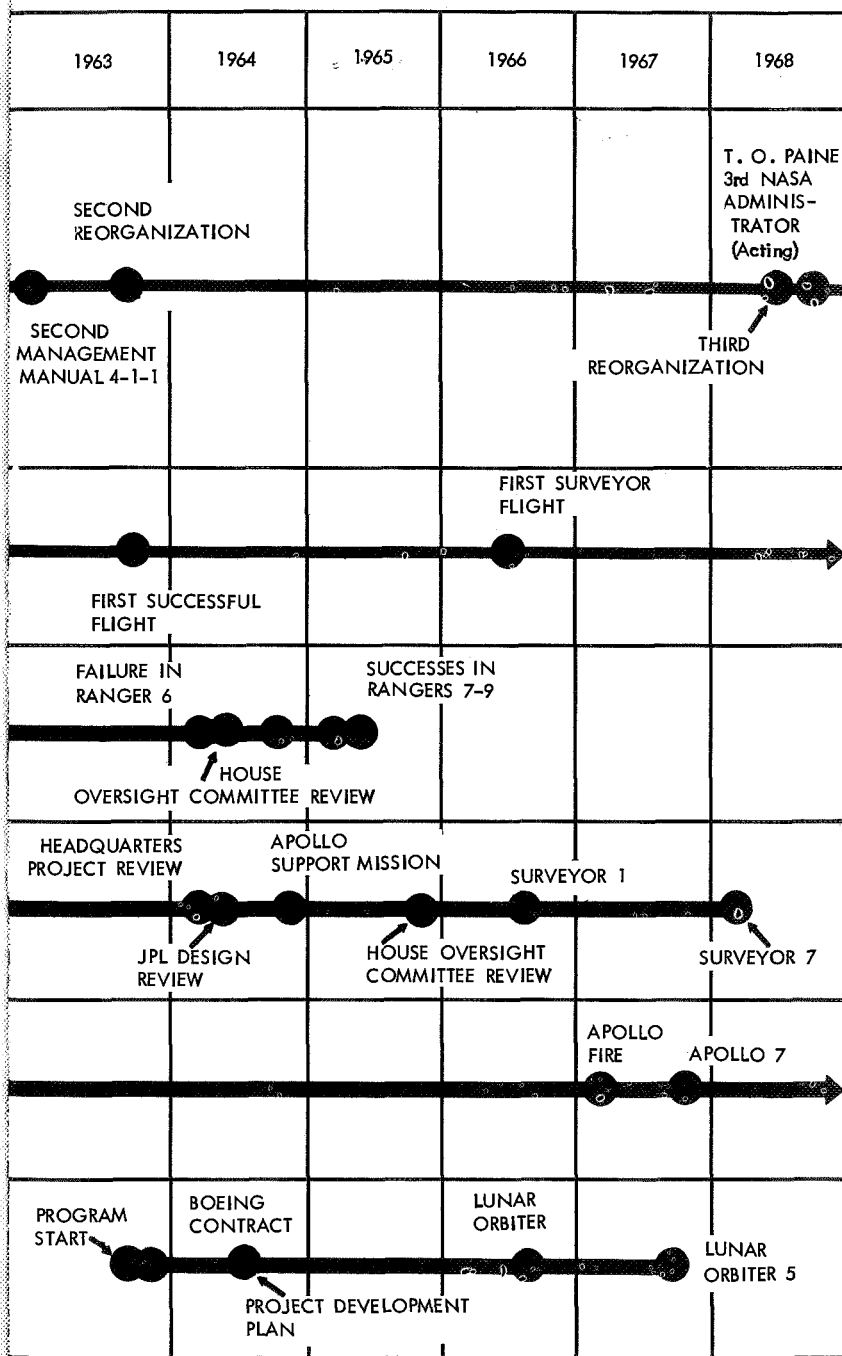 1963 1964 1965 1966 1967 1968
T. O. PAINE
3rd NASA
ADMINIS-
TRATOR
(Acting)
SECOND
REORGANIZATION
SECOND
MANAGEMENT
MANUAL 4-1-1
THIRD
REORGANIZATION
FIRST SURVEYOR
FLIGHT
FIRST SUCCESSFUL
FLIGHT
FAILURE IN
RANGER 6
SUCCESSES IN
RANGERS 7-9
HOUSE
OVERSIGHT COMMITTEE REVIEW
HEADQUARTERS
PROJECT REVIEW
APOLLO
SUPPORT MISSION
SURVEYOR 1
JPL DESIGN
REVIEW
HOUSE OVERSIGHT
COMMITTEE REVIEW
SURVEYOR 7
APOLLO
FIRE
APOLLO 7
PROGRAM
START
BOEING
CONTRACT
LUNAR
ORBITER
LUNAR
ORBITER 5
PROJECT DEVELOPMENT
PLAN